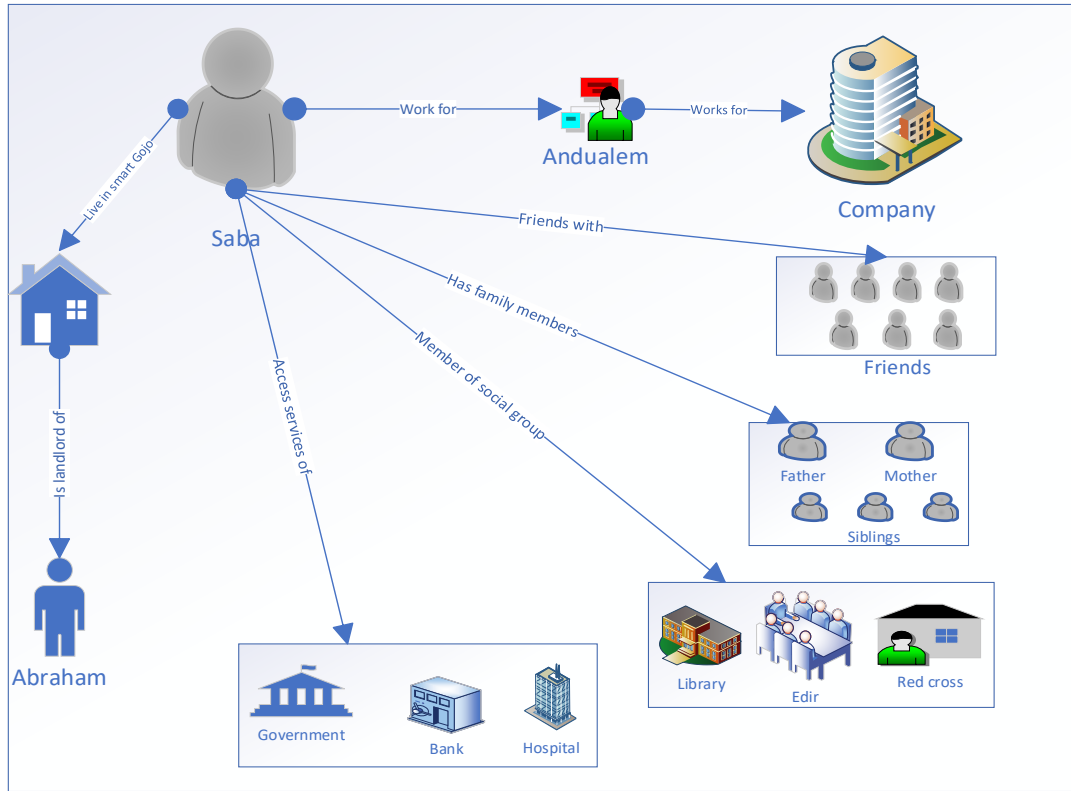 Work for
Works for
Andualem
Company
Live in smart Gojo
Saba
Friends with
Has family members
Friends
Member of social group
Access services of
Is landlord of
Father
Mother
Siblings
Abraham
Library
Edir
Red cross
Government
Bank
Hospital